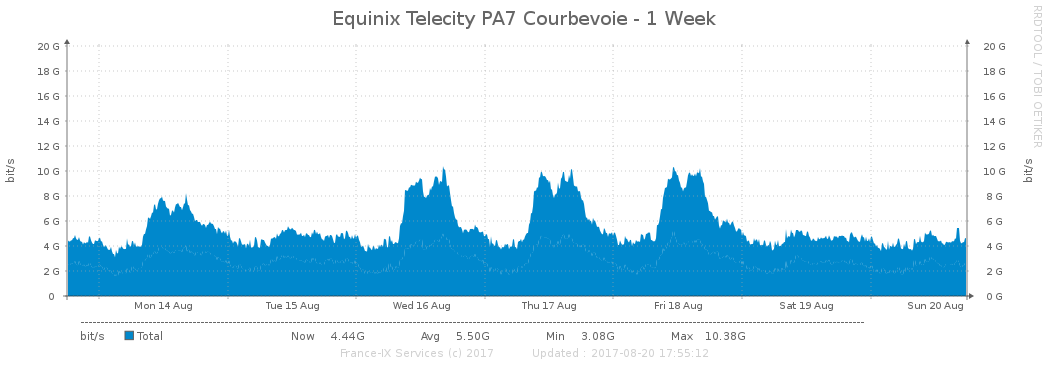 Equinix Telecity PA7 Courbevoie - 1 Week
RRDTOOL / TOBI OETIKER
bit/s
20 G
18 G
16 G
14 G
12 G
10 G
8 G
6 G
4 G
2 G
0
20 G
18 G
16 G
14 G
12 G
10 G
8 G
6 G
4 G
2 G
0 G
bit/s
Mon 14 Aug Tue 15 Aug Wed 16 Aug Thu 17 Aug Fri 18 Aug Sat 19 Aug Sun 20 Aug
bit/s Total Now 4.44G Avg 5.50G Min 3.08G Max 10.38G
France-IX Services (c) 2017 Updated : 2017-08-20 17:55:12